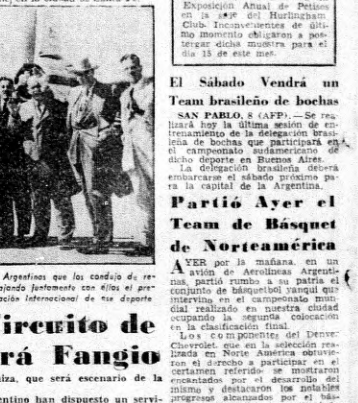 Exposición Anual de Petisos
en la sede del Hurlingham
Club. Inconvenientes de últi-
mo momento obligaron a pos-
tergar dicha muestra para el
día 15 de este mes.
El Sábado Vendrá un
Team brasileño de bochas
SAN PABLO, 8 (AFP). — Se rea-
lizará hoy la última sesión de en-
trenamiento de la delegación brasi-
leña de bochas que participará en
el campeonato sudamericano de
dicho deporte en Buenos Aires.
La delegación brasileña deberá
embarcarse el sábado próximo pa-
ra la capital de la Argentina.
Partió Ayer el
Team de Básquet
de Norteamérica
AYER por la mañana, en un
avión de Aerolíneas Argenti-
nas, partió rumbo a su patria el
conjunto de básquetbol yanqui que
intervino en el campeonato mun-
dial realizado en nuestra ciudad
ocupando la segunda colocación
en la clasificación final.
Los componentes del Denver
Chevrolet, que en la selección rea-
lizada en Norte América obtuvie-
ron el derecho a participar en el
certamen referido se mostraron
encantados por el desarrollo del
mismo y destacaron los notables
progresos alcanzados por el bás-
Argentinas que los condujo de re-
ajando juntamente con ellos el pre-
ación Internacional de ese deporte
ircuito de
rá Fangio
iza, que será escenario de la
entino han dispuesto un servi-